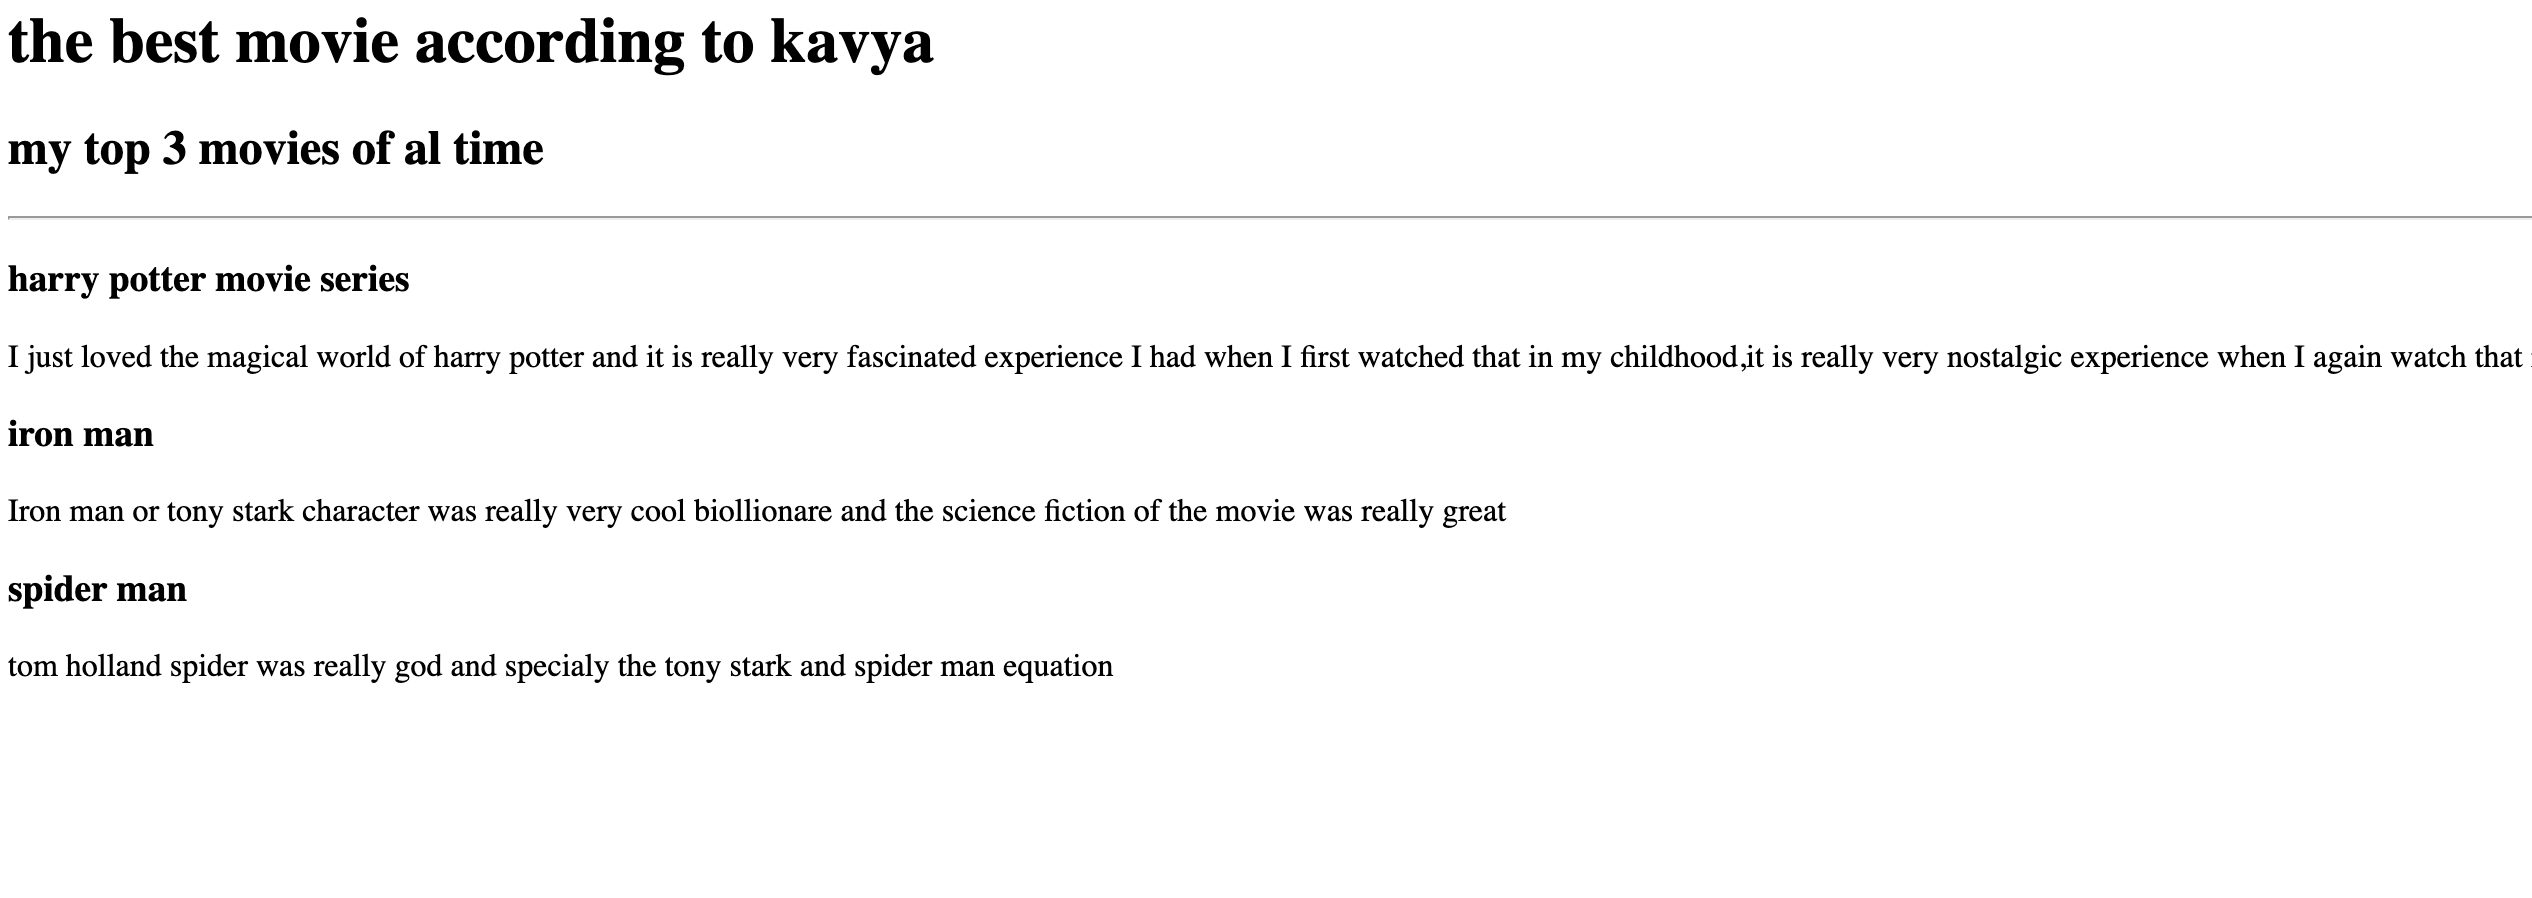 the best movie according to kavya
my top 3 movies of al time
harry potter movie series
I just loved the magical world of harry potter and it is really very fascinated experience I had when I first watched that in my childhood,it is really very nostalgic experience when I again watch that
iron man
Iron man or tony stark character was really very cool biollionare and the science fiction of the movie was really great
spider man
tom holland spider was really god and specialy the tony stark and spider man equation